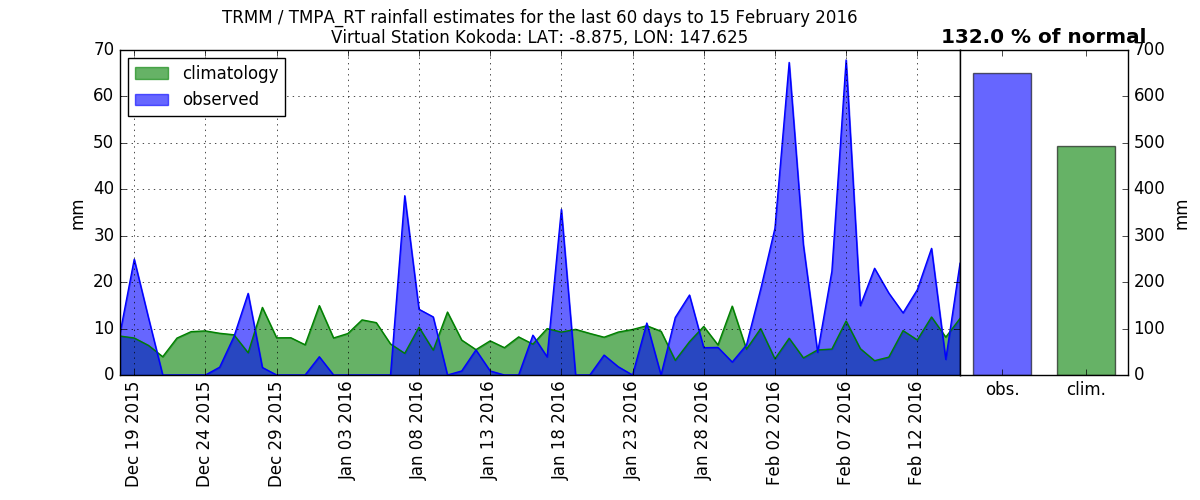 TRMM / TMPA_RT rainfall estimates for the last 60 days to 15 February 2016
Virtual Station Kokoda: LAT: -8.875, LON: 147.625
132.0 % of normal
climatology
observed
70
60
50
40
30
20
10
0
mm
Dec 19 2015
Dec 24 2015
Dec 29 2015
Jan 03 2016
Jan 08 2016
Jan 13 2016
Jan 18 2016
Jan 23 2016
Jan 28 2016
Feb 02 2016
Feb 07 2016
Feb 12 2016
obs.
clim.
700
600
500
400
300
200
100
0
mm